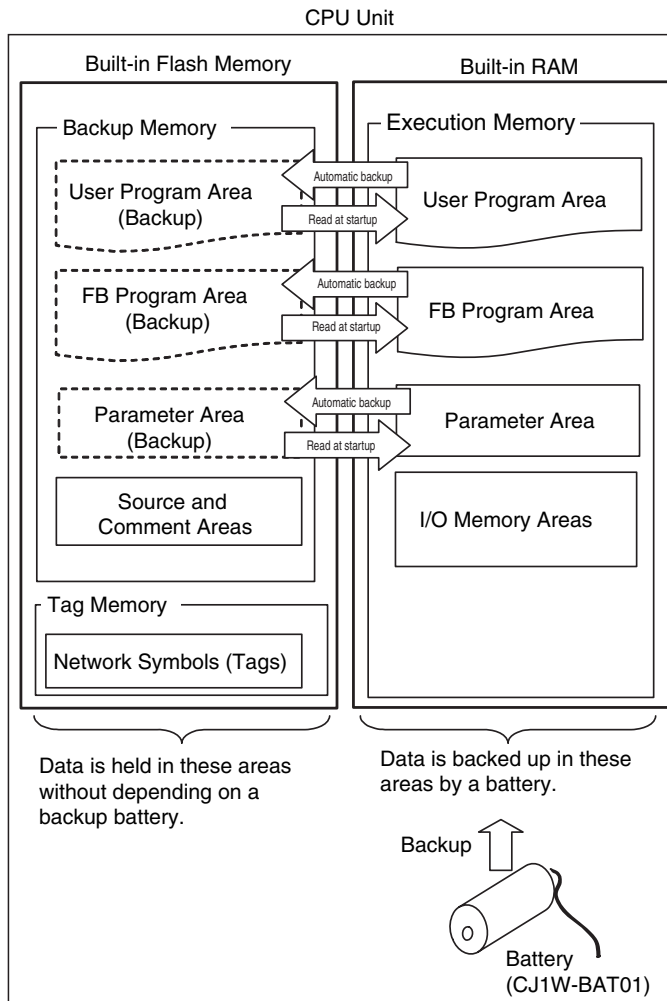 CPU Unit
Built-in Flash Memory
Built-in RAM
Backup Memory
Execution Memory
User Program Area
(Backup)
Automatic backup
Read at startup
User Program Area
FB Program Area
(Backup)
Automatic backup
Read at startup
FB Program Area
Parameter Area
(Backup)
Automatic backup
Read at startup
Parameter Area
Source and
Comment Areas
I/O Memory Areas
Tag Memory
Network Symbols (Tags)
Data is held in these areas
without depending on a
backup battery.
Data is backed up in these
areas by a battery.
Backup
Battery
(CJ1W-BAT01)